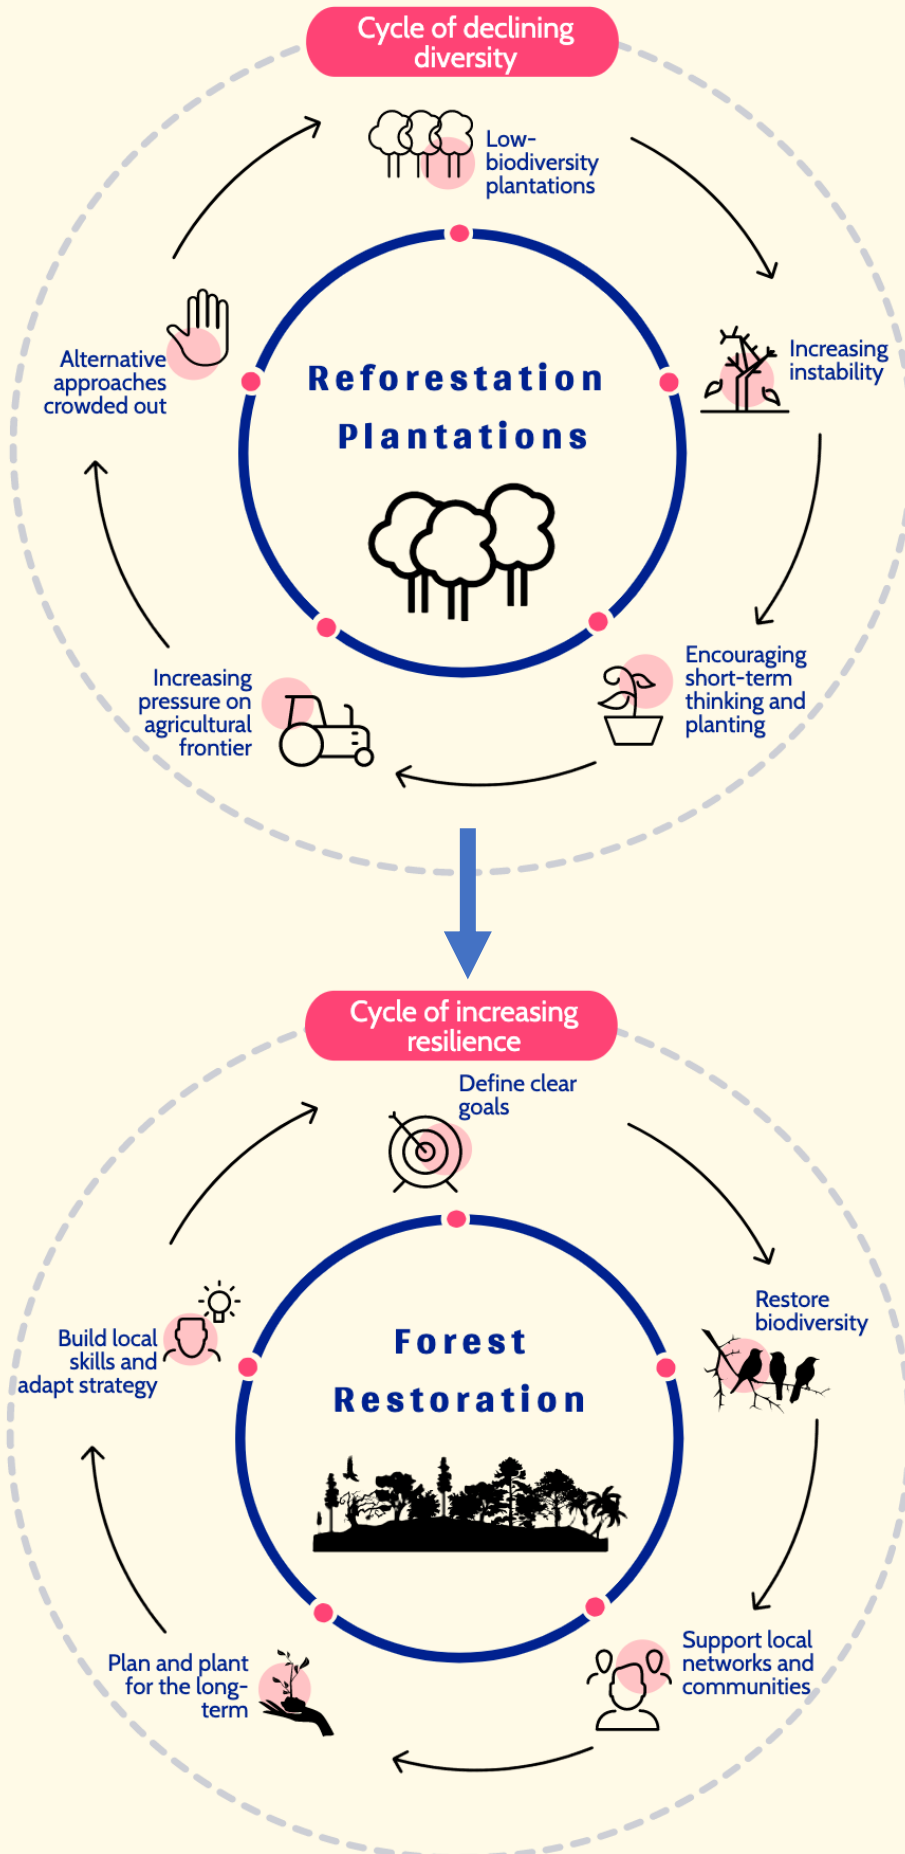 Cycle of declining
diversity
Low-
biodiversity
plantations
Increasing
instability
Encouraging
short-term
thinking and
planting
Increasing
pressure on
agricultural
frontier
Alternative
approaches
crowded out
Reforestation
Plantations
Cycle of increasing
resilience
Define clear
goals
Restore
biodiversity
Support local
networks and
communities
Plan and plant
for the long-
term
Build local
skills and
adapt strategy
Forest
Restoration